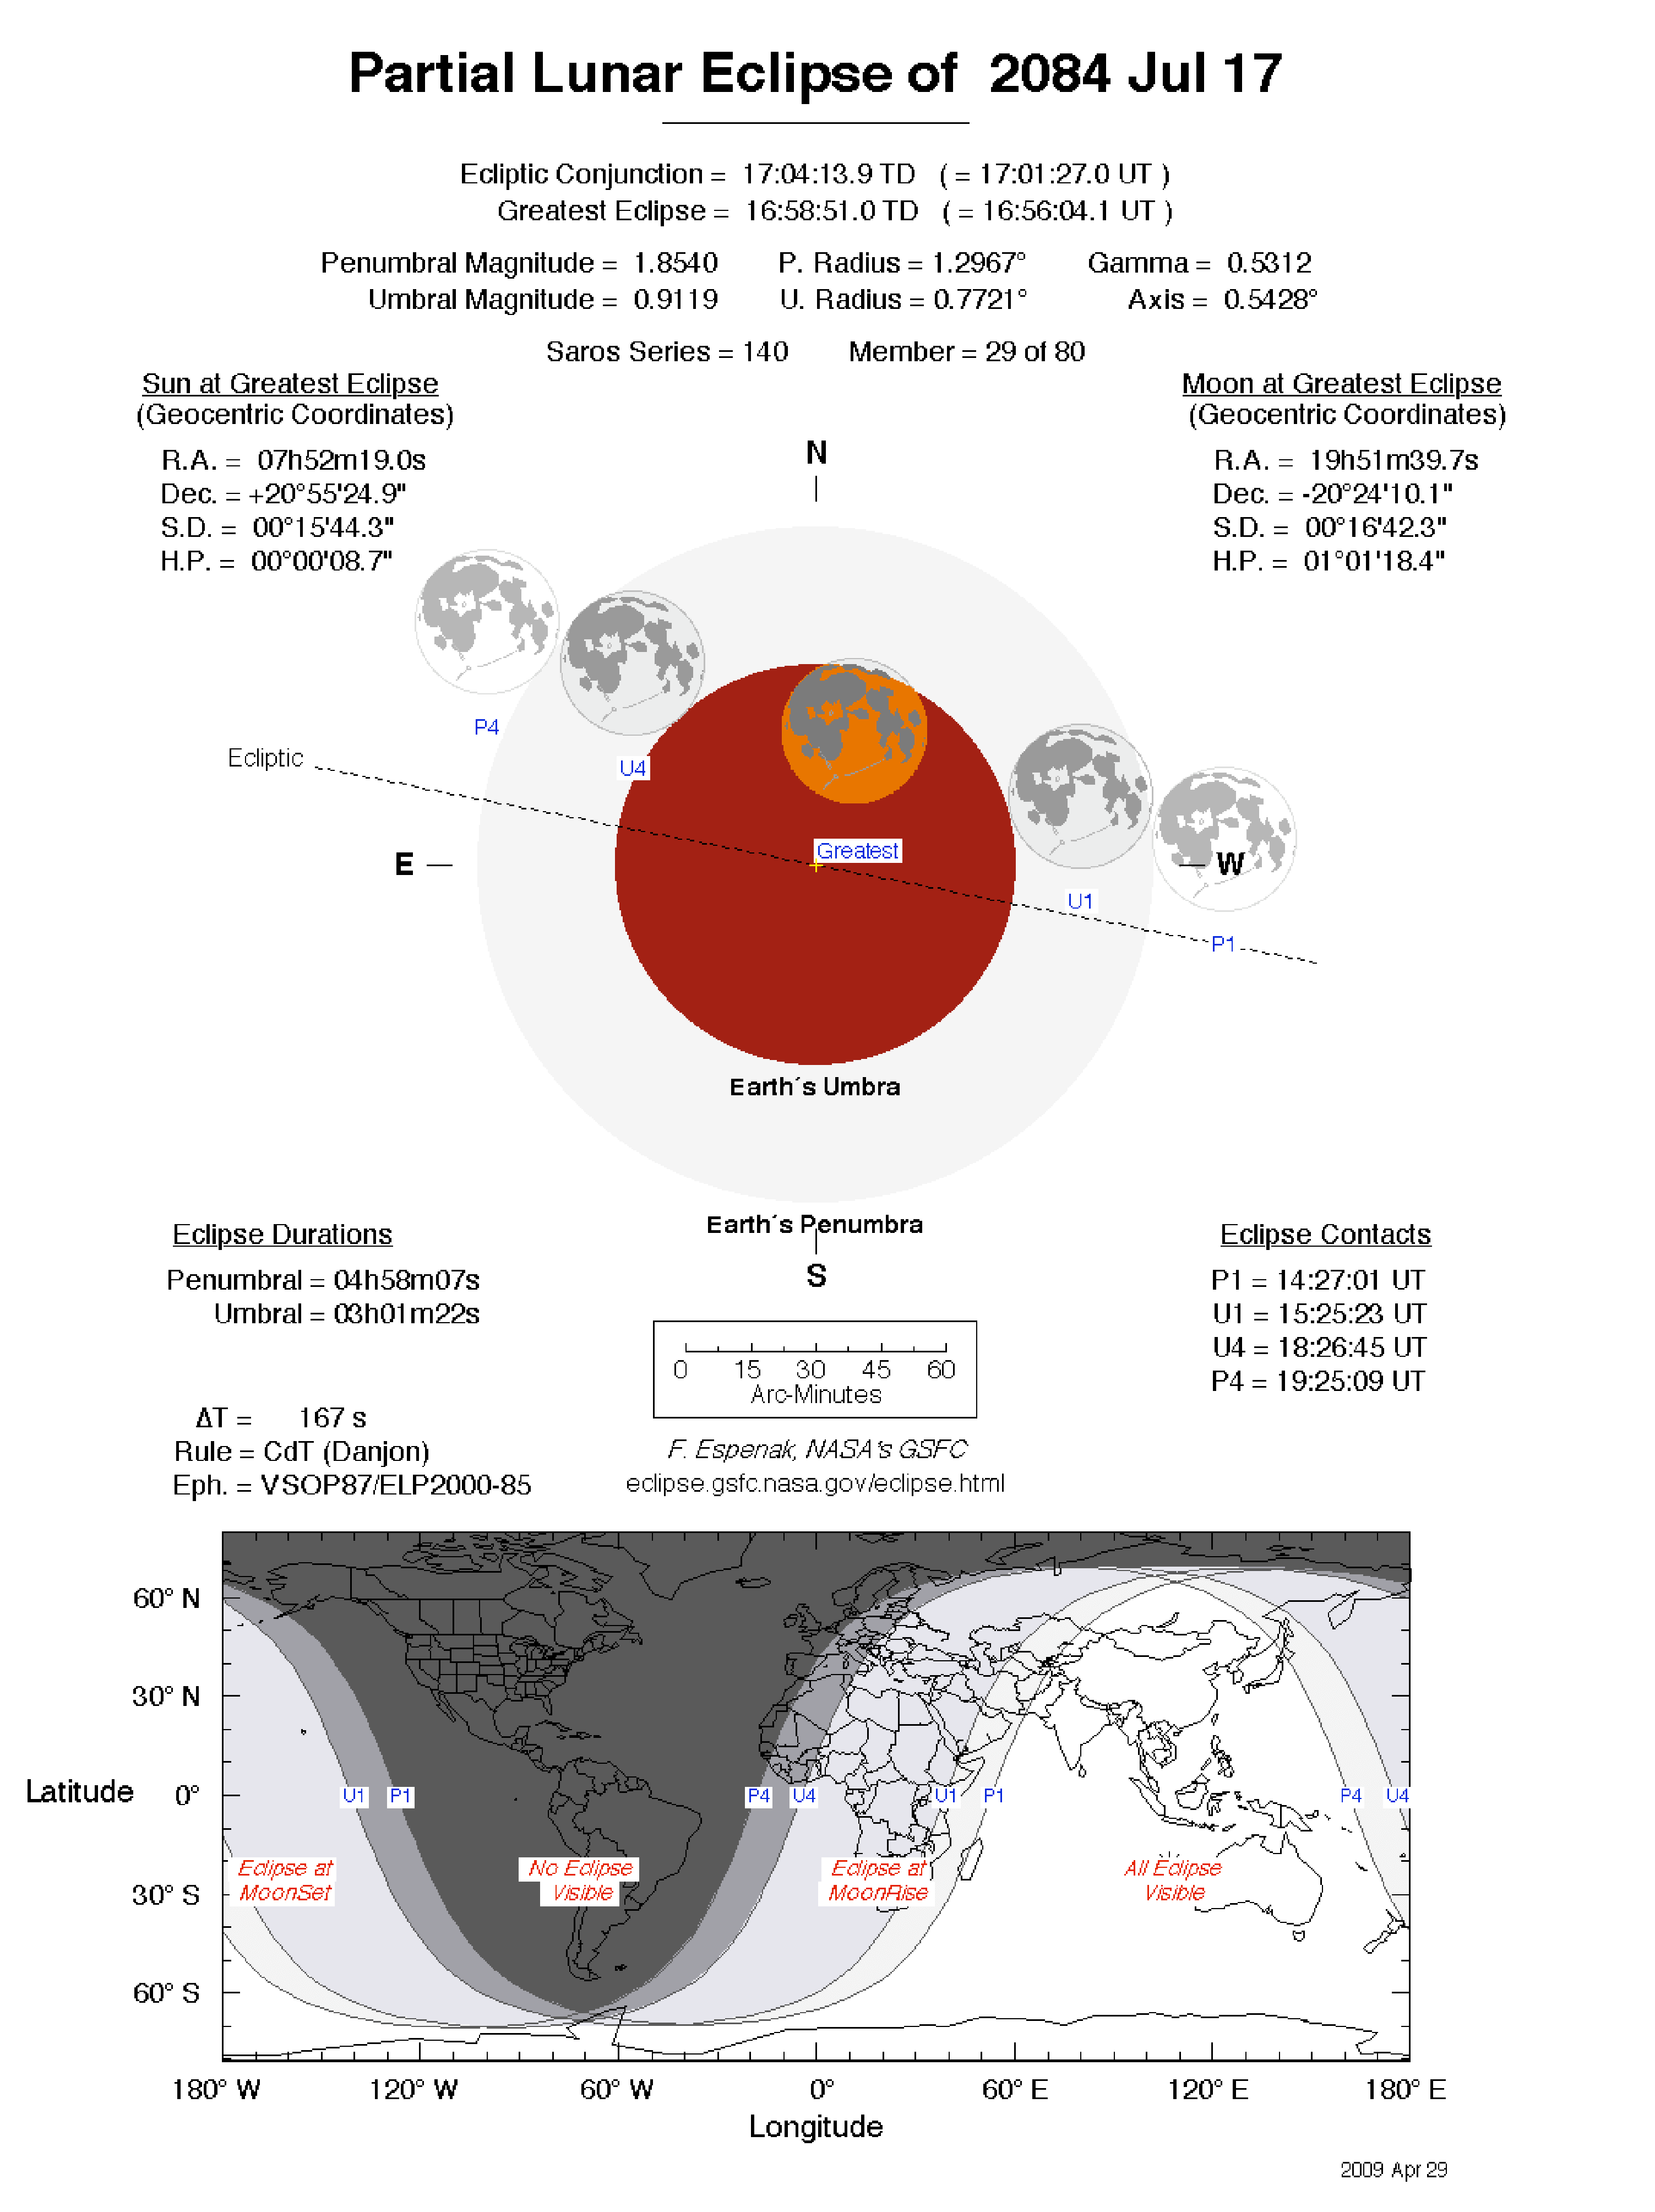 Partial Lunar Eclipse of 2084 Jul 17
Ecliptic Conjunction = 17:04:13.9 TD ( = 17:01:27.0 UT )
Greatest Eclipse = 16:58:51.0 TD ( = 16:56:04.1 UT )
Penumbral Magnitude = 1.8540 P. Radius = 1.2967° Gamma = 0.5312
Umbral Magnitude = 0.9119 U. Radius = 0.7721° Axis = 0.5428°
Saros Series = 140 Member = 29 of 80
Sun at Greatest Eclipse
(Geocentric Coordinates)
R.A. = 07h52m19.0s
Dec. = +20°55'24.9"
S.D. = 00°15'44.3"
H.P. = 00°00'08.7"
Moon at Greatest Eclipse
(Geocentric Coordinates)
R.A. = 19h51m39.7s
Dec. = -20°24'10.1"
S.D. = 00°16'42.3"
H.P. = 01°01'18.4"
N
P4
Ecliptic
U4
Greatest
E
W
U1
P1
Earth´s Umbra
Earth´s Penumbra
S
Eclipse Durations
Penumbral = 04h58m07s
Umbral = 03h01m22s
Eclipse Contacts
P1 = 14:27:01 UT
U1 = 15:25:23 UT
U4 = 18:26:45 UT
P4 = 19:25:09 UT
0 15 30 45 60
Arc-Minutes
ΔT = 167 s
Rule = CdT (Danjon)
Eph. = VSOP87/ELP2000-85
F. Espenak, NASA's GSFC
eclipse.gsfc.nasa.gov/eclipse.html
60° N
30° N
Latitude 0°
30° S
60° S
U1 P1 P4 U4 U1 P1 P4 U4
Eclipse at
MoonSet
No Eclipse
Visible
Eclipse at
MoonRise
All Eclipse
Visible
180° W 120° W 60° W 0° 60° E 120° E 180° E
Longitude
2009 Apr 29